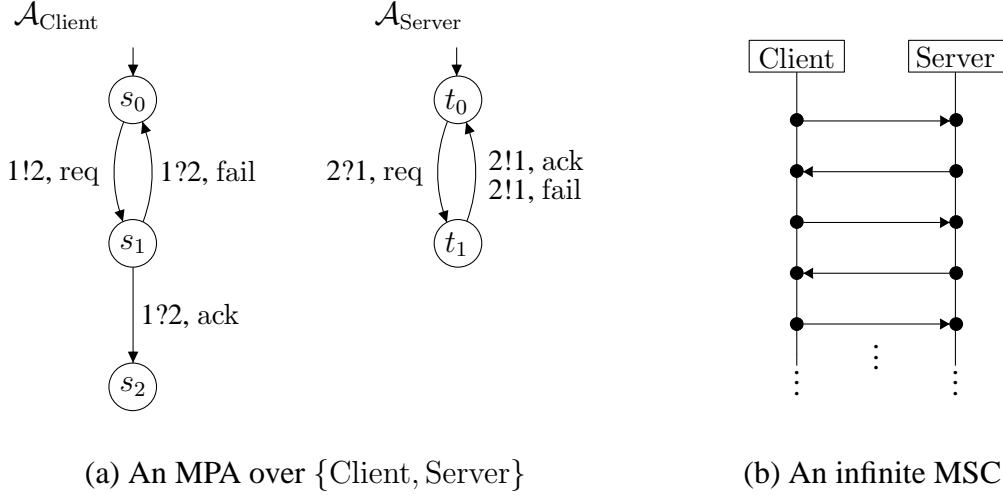 𝒜Client
𝒜Server
s0
1!2, req
1?2, fail
s1
1?2, ack
s2
t0
2?1, req
2!1, ack
2!1, fail
t1
(a) An MPA over {Client, Server}
Client
Server
(b) An infinite MSC